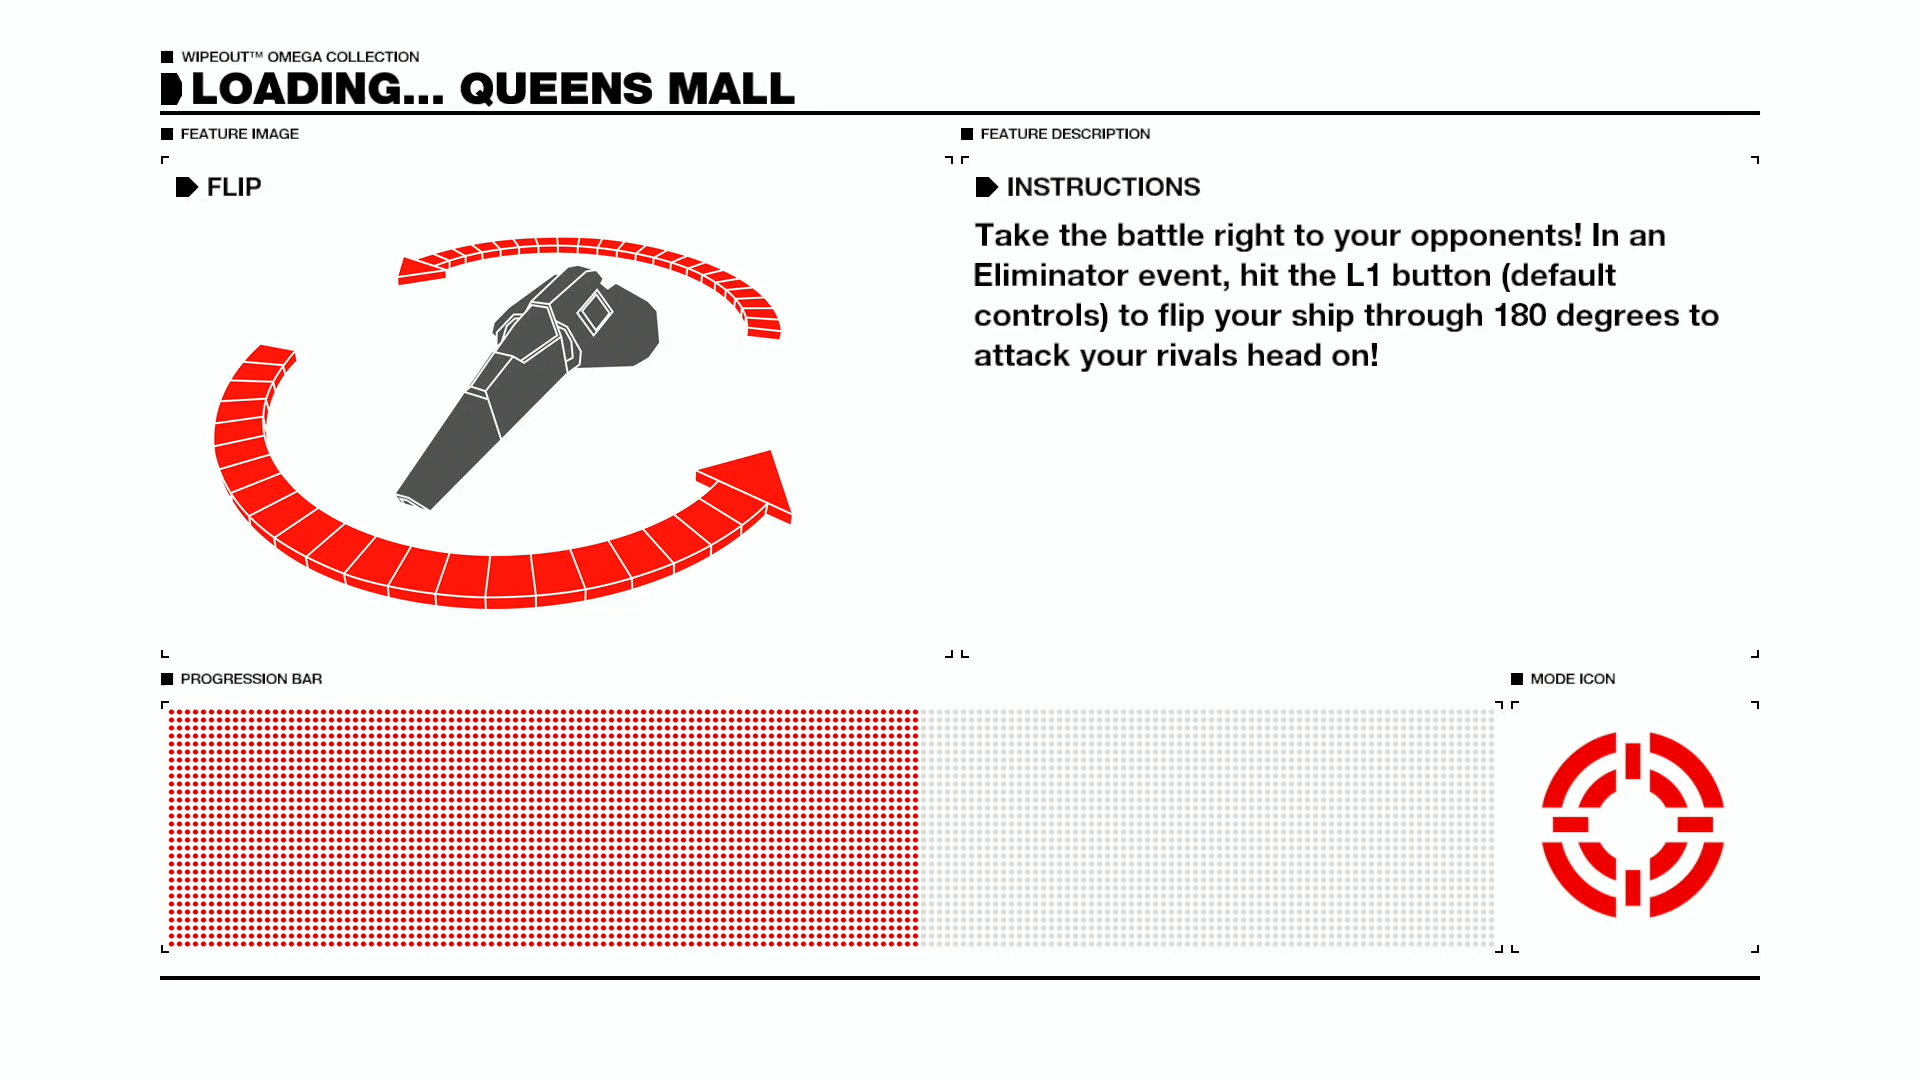 WIPEOUT™ OMEGA COLLECTION
LOADING... QUEENS MALL
FEATURE IMAGE
FLIP
FEATURE DESCRIPTION
INSTRUCTIONS
Take the battle right to your opponents! In an
Eliminator event, hit the L1 button (default
controls) to flip your ship through 180 degrees to
attack your rivals head on!
PROGRESSION BAR
MODE ICON